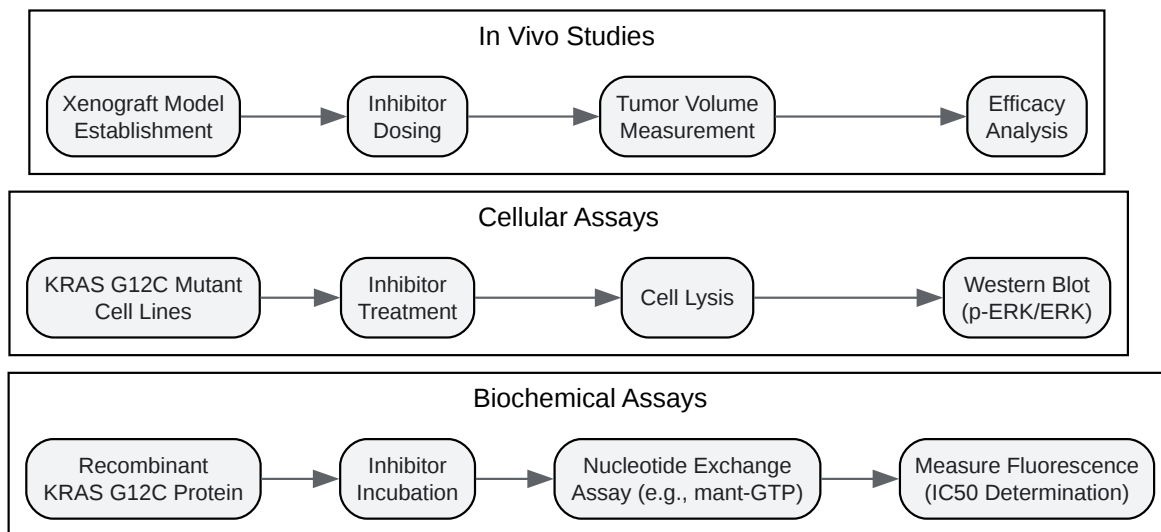 In Vivo Studies
Xenograft Model
Establishment
Inhibitor
Dosing
Tumor Volume
Measurement
Efficacy
Analysis
Cellular Assays
KRAS G12C Mutant
Cell Lines
Inhibitor
Treatment
Cell Lysis
Western Blot
(p-ERK/ERK)
Biochemical Assays
Recombinant
KRAS G12C Protein
Inhibitor
Incubation
Nucleotide Exchange
Assay (e.g., mant-GTP)
Measure Fluorescence
(IC50 Determination)